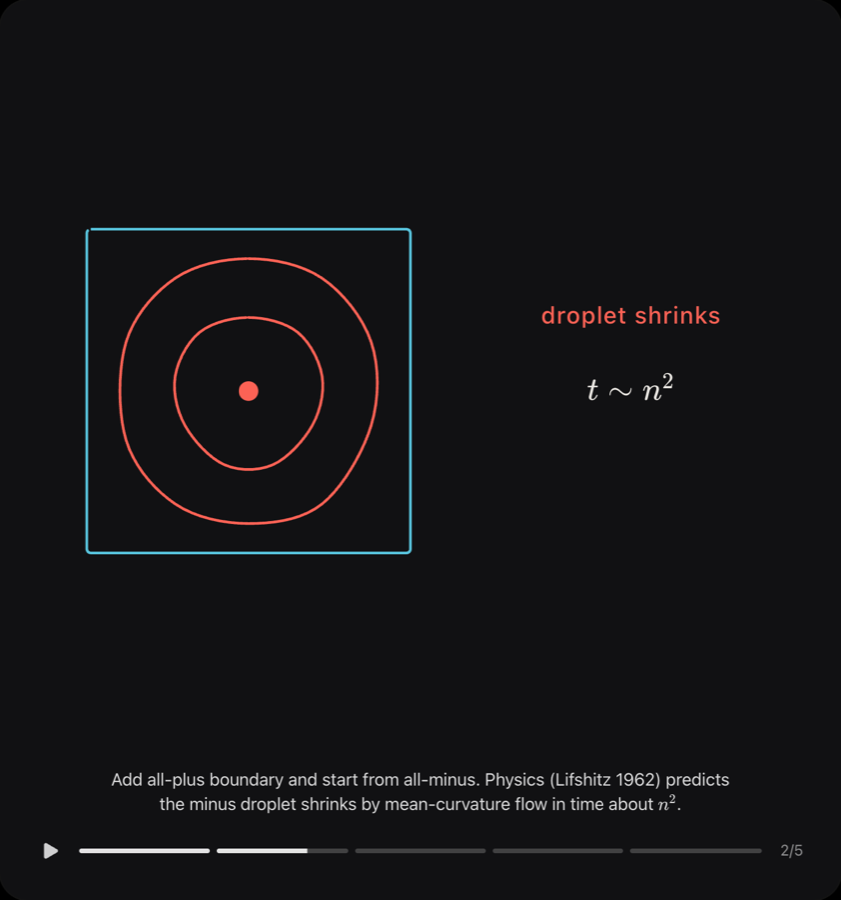 droplet shrinks
t ∼ n²
Add all-plus boundary and start from all-minus. Physics (Lifshitz 1962) predicts
the minus droplet shrinks by mean-curvature flow in time about n².
2/5